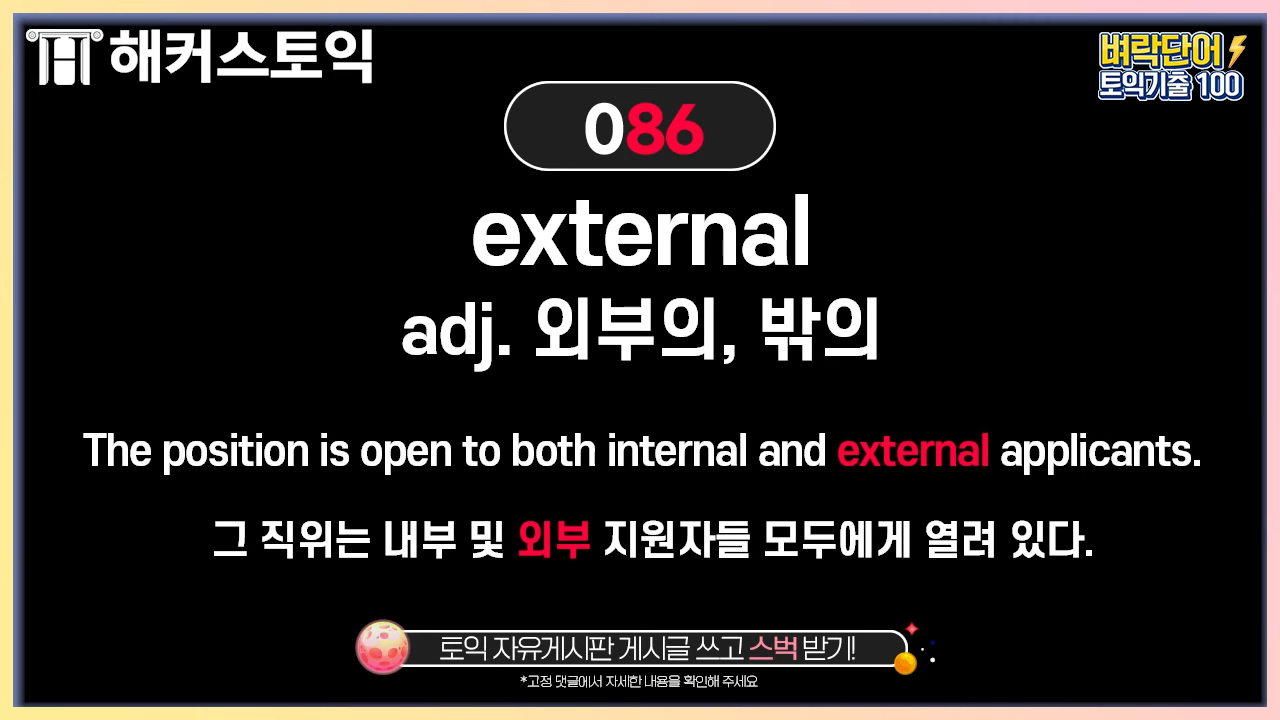 해커스토익
벼락단어
토익기출 100
086
external
adj. 외부의, 밖의
The position is open to both internal and external applicants.
그 직위는 내부 및 외부 지원자들 모두에게 열려 있다.
토익 자유게시판 게시글 쓰고 스벅 받기!
*고정 댓글에서 자세한 내용을 확인해 주세요